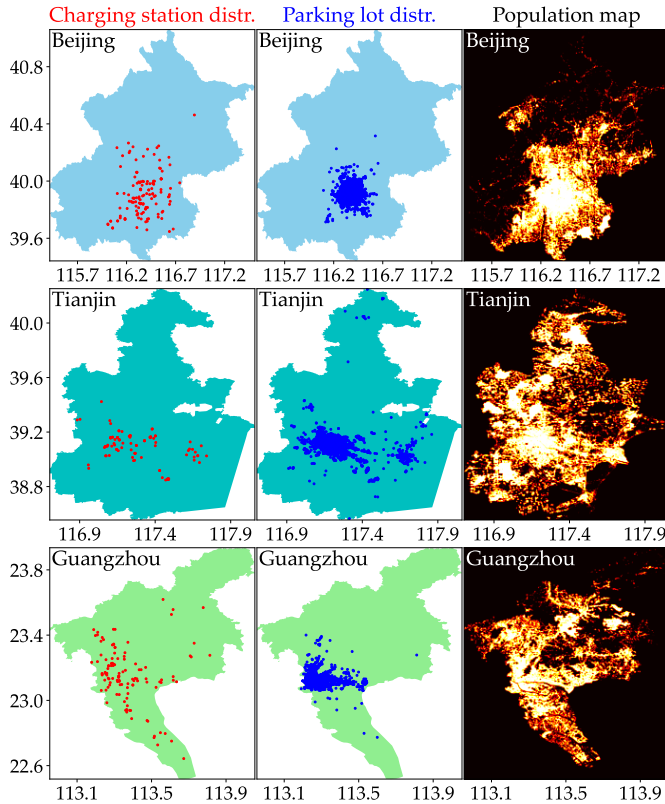 Charging station distr. Parking lot distr. Population map
Beijing Beijing Beijing
40.8
40.4
40.0
39.6
115.7 116.2 116.7 117.2 115.7 116.2 116.7 117.2 115.7 116.2 116.7 117.2
Tianjin Tianjin Tianjin
40.0
39.6
39.2
38.8
116.9 117.4 117.9 116.9 117.4 117.9 116.9 117.4 117.9
Guangzhou Guangzhou Guangzhou
23.8
23.4
23.0
22.6
113.1 113.5 113.9 113.1 113.5 113.9 113.1 113.5 113.9